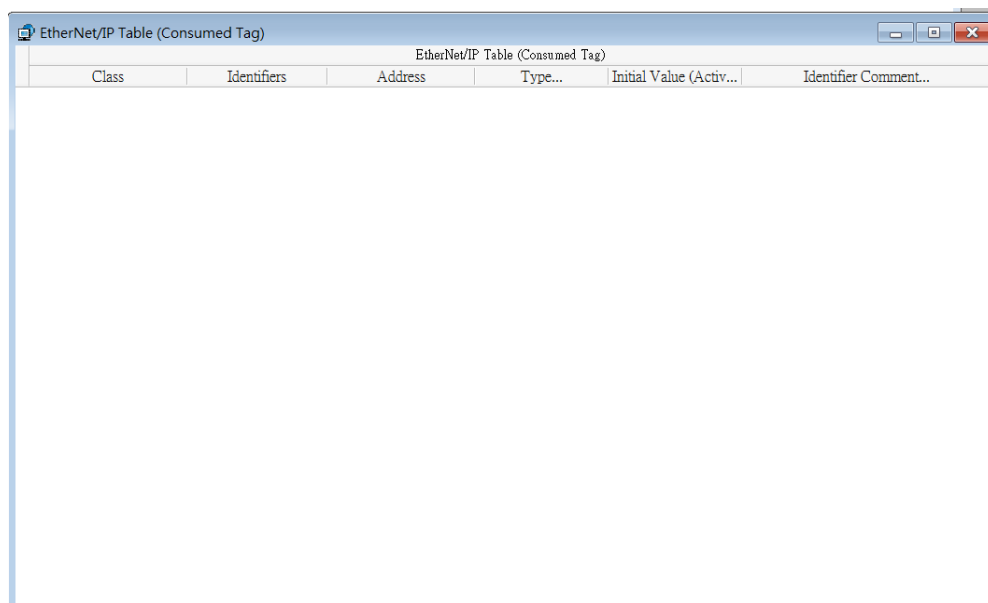 EtherNet/IP Table (Consumed Tag)
EtherNet/IP Table (Consumed Tag)
Class Identifiers Address Type... Initial Value (Activ... Identifier Comment...